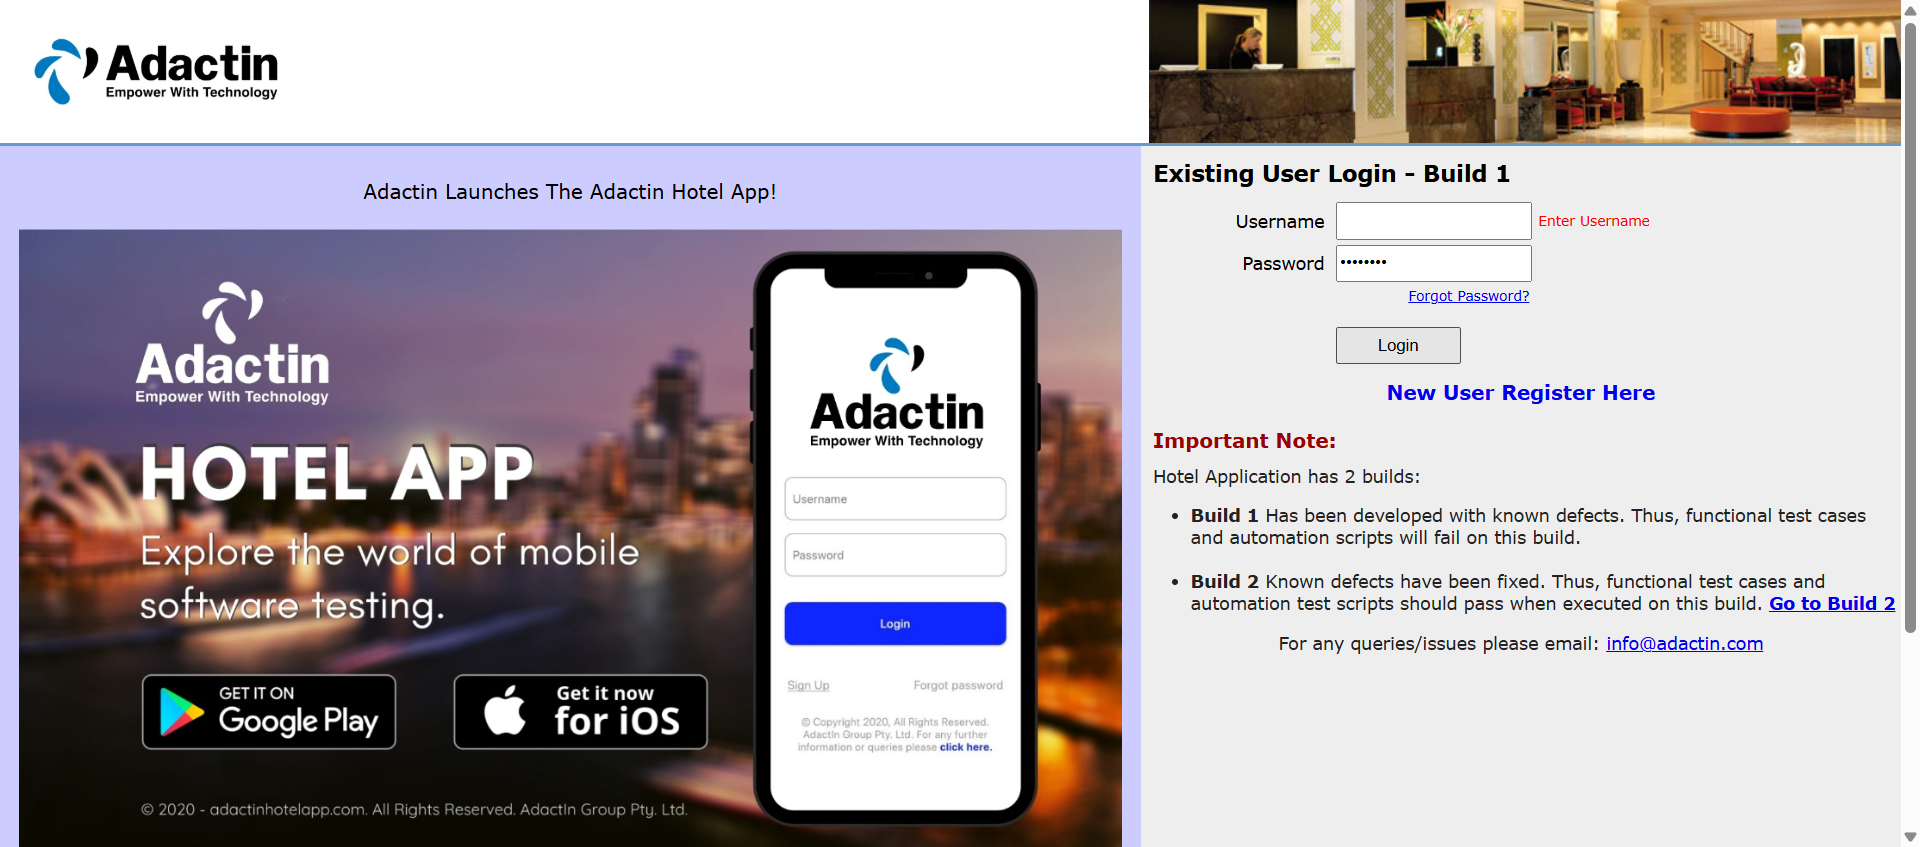 Adactin
Empower With Technology
Adactin Launches The Adactin Hotel App!
Adactin
Empower With Technology
HOTEL APP
Explore the world of mobile
software testing.
GET IT ON
Google Play
Get it now
for iOS
© 2020 - adactinhotelapp.com. All Rights Reserved. AdactIn Group Pty. Ltd.
Adactin
Empower With Technology
Username
Password
Login
Sign Up Forgot password
© Copyright 2020, All Rights Reserved.
AdactIn Group Pty. Ltd. For any further
information or queries please click here.
Existing User Login - Build 1
Username Enter Username
Password ••••••••
Forgot Password?
Login
New User Register Here
Important Note:
Hotel Application has 2 builds:
• Build 1 Has been developed with known defects. Thus, functional test cases
and automation scripts will fail on this build.
• Build 2 Known defects have been fixed. Thus, functional test cases and
automation test scripts should pass when executed on this build. Go to Build 2
For any queries/issues please email: info@adactin.com